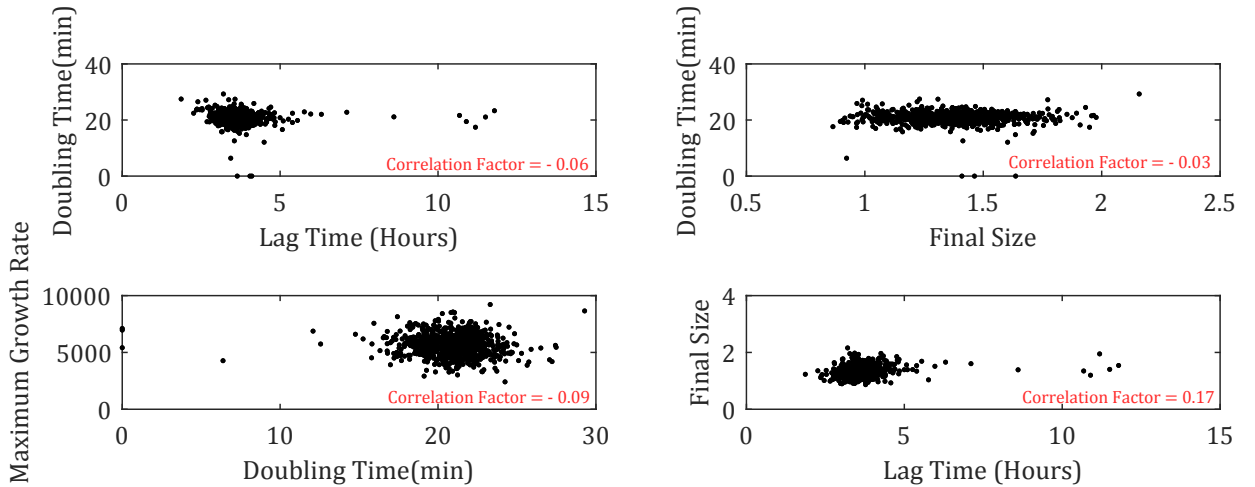 Doubling Time(min)
40
20
0
0
5
10
15
Correlation Factor = - 0.06
Lag Time (Hours)
Doubling Time(min)
40
20
0
0.5
1
1.5
2
2.5
Correlation Factor = - 0.03
Final Size
Maximum Growth Rate
10000
5000
0
0
10
20
30
Correlation Factor = - 0.09
Doubling Time(min)
Final Size
4
2
0
0
5
10
15
Correlation Factor = 0.17
Lag Time (Hours)